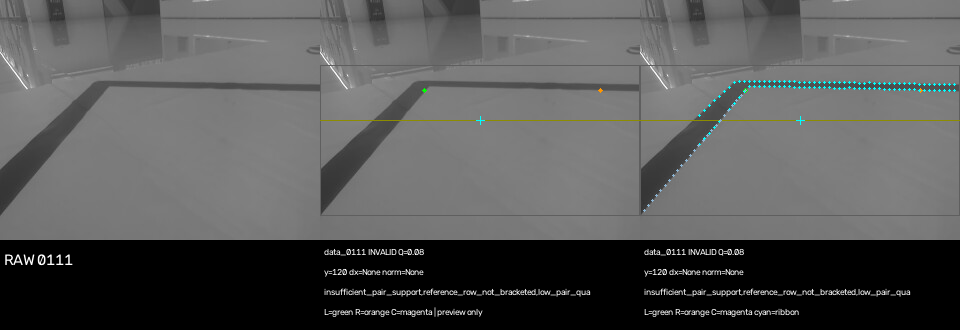 RAW 0111
data_0111 INVALID Q=0.08
y=120 dx=None norm=None
insufficient_pair_support,reference_row_not_bracketed,low_pair_qua
L=green R=orange C=magenta | preview only
data_0111 INVALID Q=0.08
y=120 dx=None norm=None
insufficient_pair_support,reference_row_not_bracketed,low_pair_qua
L=green R=orange C=magenta cyan=ribbon